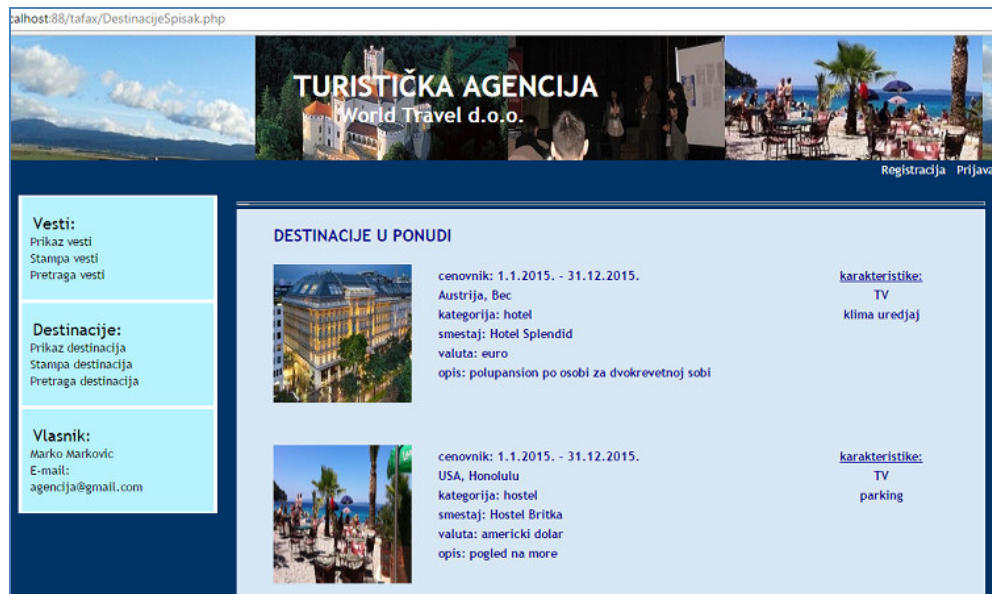 alhost:88/tafax/DestinacijeSpisak.php
TURISTIČKA AGENCIJA
World Travel d.o.o.
Registracija Prijava
Vesti:
Prikaz vesti
Stampa vesti
Pretraga vesti
Destinacije:
Prikaz destinacija
Stampa destinacija
Pretraga destinacija
Vlasnik:
Marko Markovic
E-mail:
agencija@gmail.com
DESTINACIJE U PONUDI
cenovnik: 1.1.2015. - 31.12.2015.
Austrija, Bec
kategorija: hotel
smestaj: Hotel Splendid
valuta: euro
opis: polupansion po osobi za dvokrevetnoj sobi
karakteristike:
TV
klima uredjaj
cenovnik: 1.1.2015. - 31.12.2015.
USA, Honolulu
kategorija: hostel
smestaj: Hostel Britka
valuta: americki dolar
opis: pogled na more
karakteristike:
TV
parking